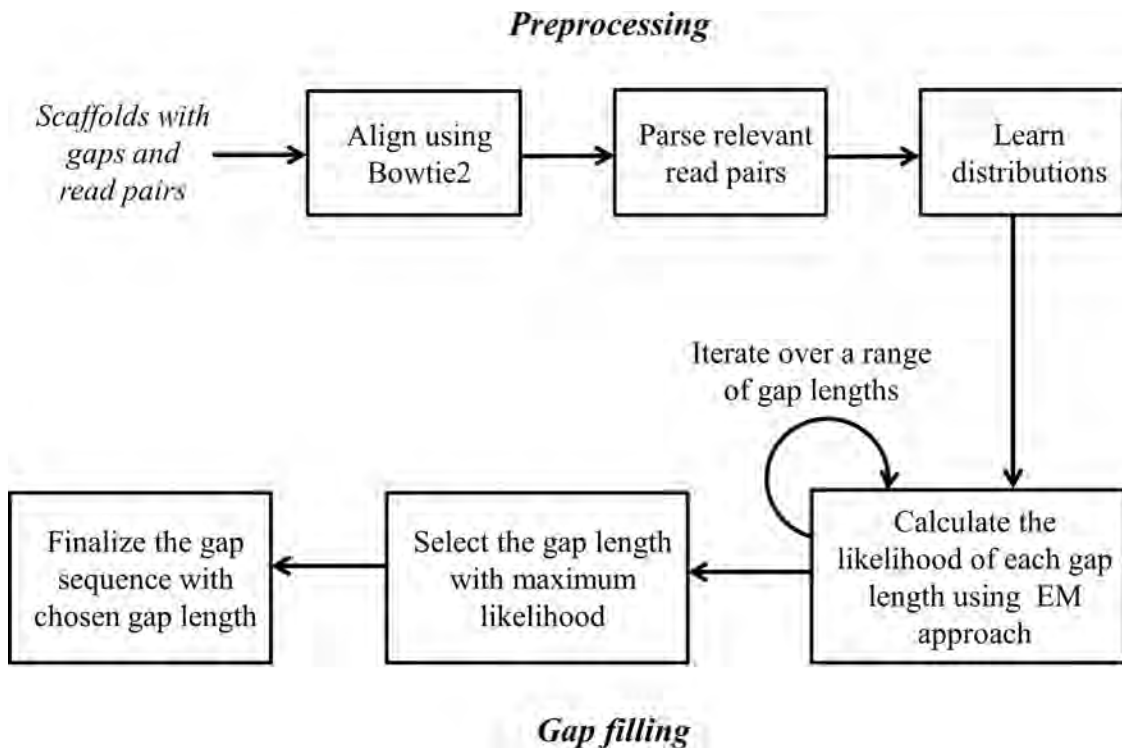 Preprocessing
Scaffolds with
gaps and
read pairs
Align using
Bowtie2
Parse relevant
read pairs
Learn
distributions
Iterate over a range
of gap lengths
Calculate the
likelihood of each gap
length using EM
approach
Select the gap length
with maximum
likelihood
Finalize the gap
sequence with
chosen gap length
Gap filling